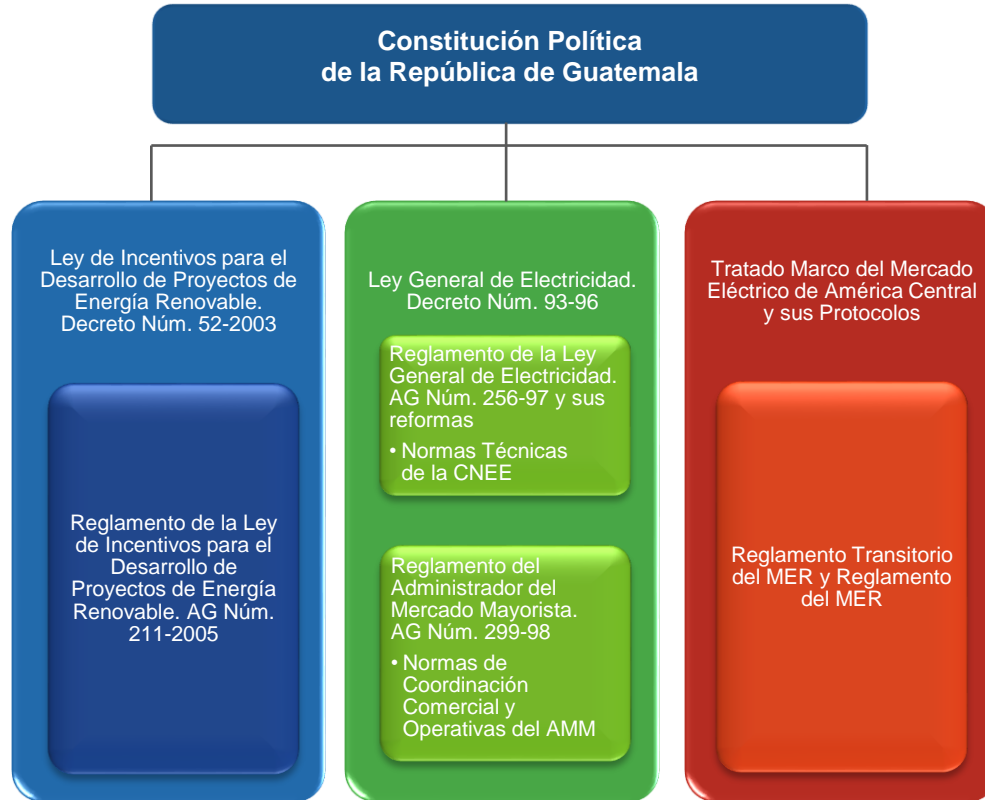 Constitución Política
de la República de Guatemala
Ley de Incentivos para el
Desarrollo de Proyectos de
Energía Renovable.
Decreto Núm. 52-2003
Reglamento de la Ley
de Incentivos para el
Desarrollo de
Proyectos de Energía
Renovable. AG Núm.
211-2005
Ley General de Electricidad.
Decreto Núm. 93-96
Reglamento de la Ley
General de Electricidad.
AG Núm. 256-97 y sus
reformas
• Normas Técnicas
de la CNEE
Reglamento del
Administrador del
Mercado Mayorista.
AG Núm. 299-98
• Normas de
Coordinación
Comercial y
Operativas del AMM
Tratado Marco del Mercado
Eléctrico de América Central
y sus Protocolos
Reglamento Transitorio
del MER y Reglamento
del MER